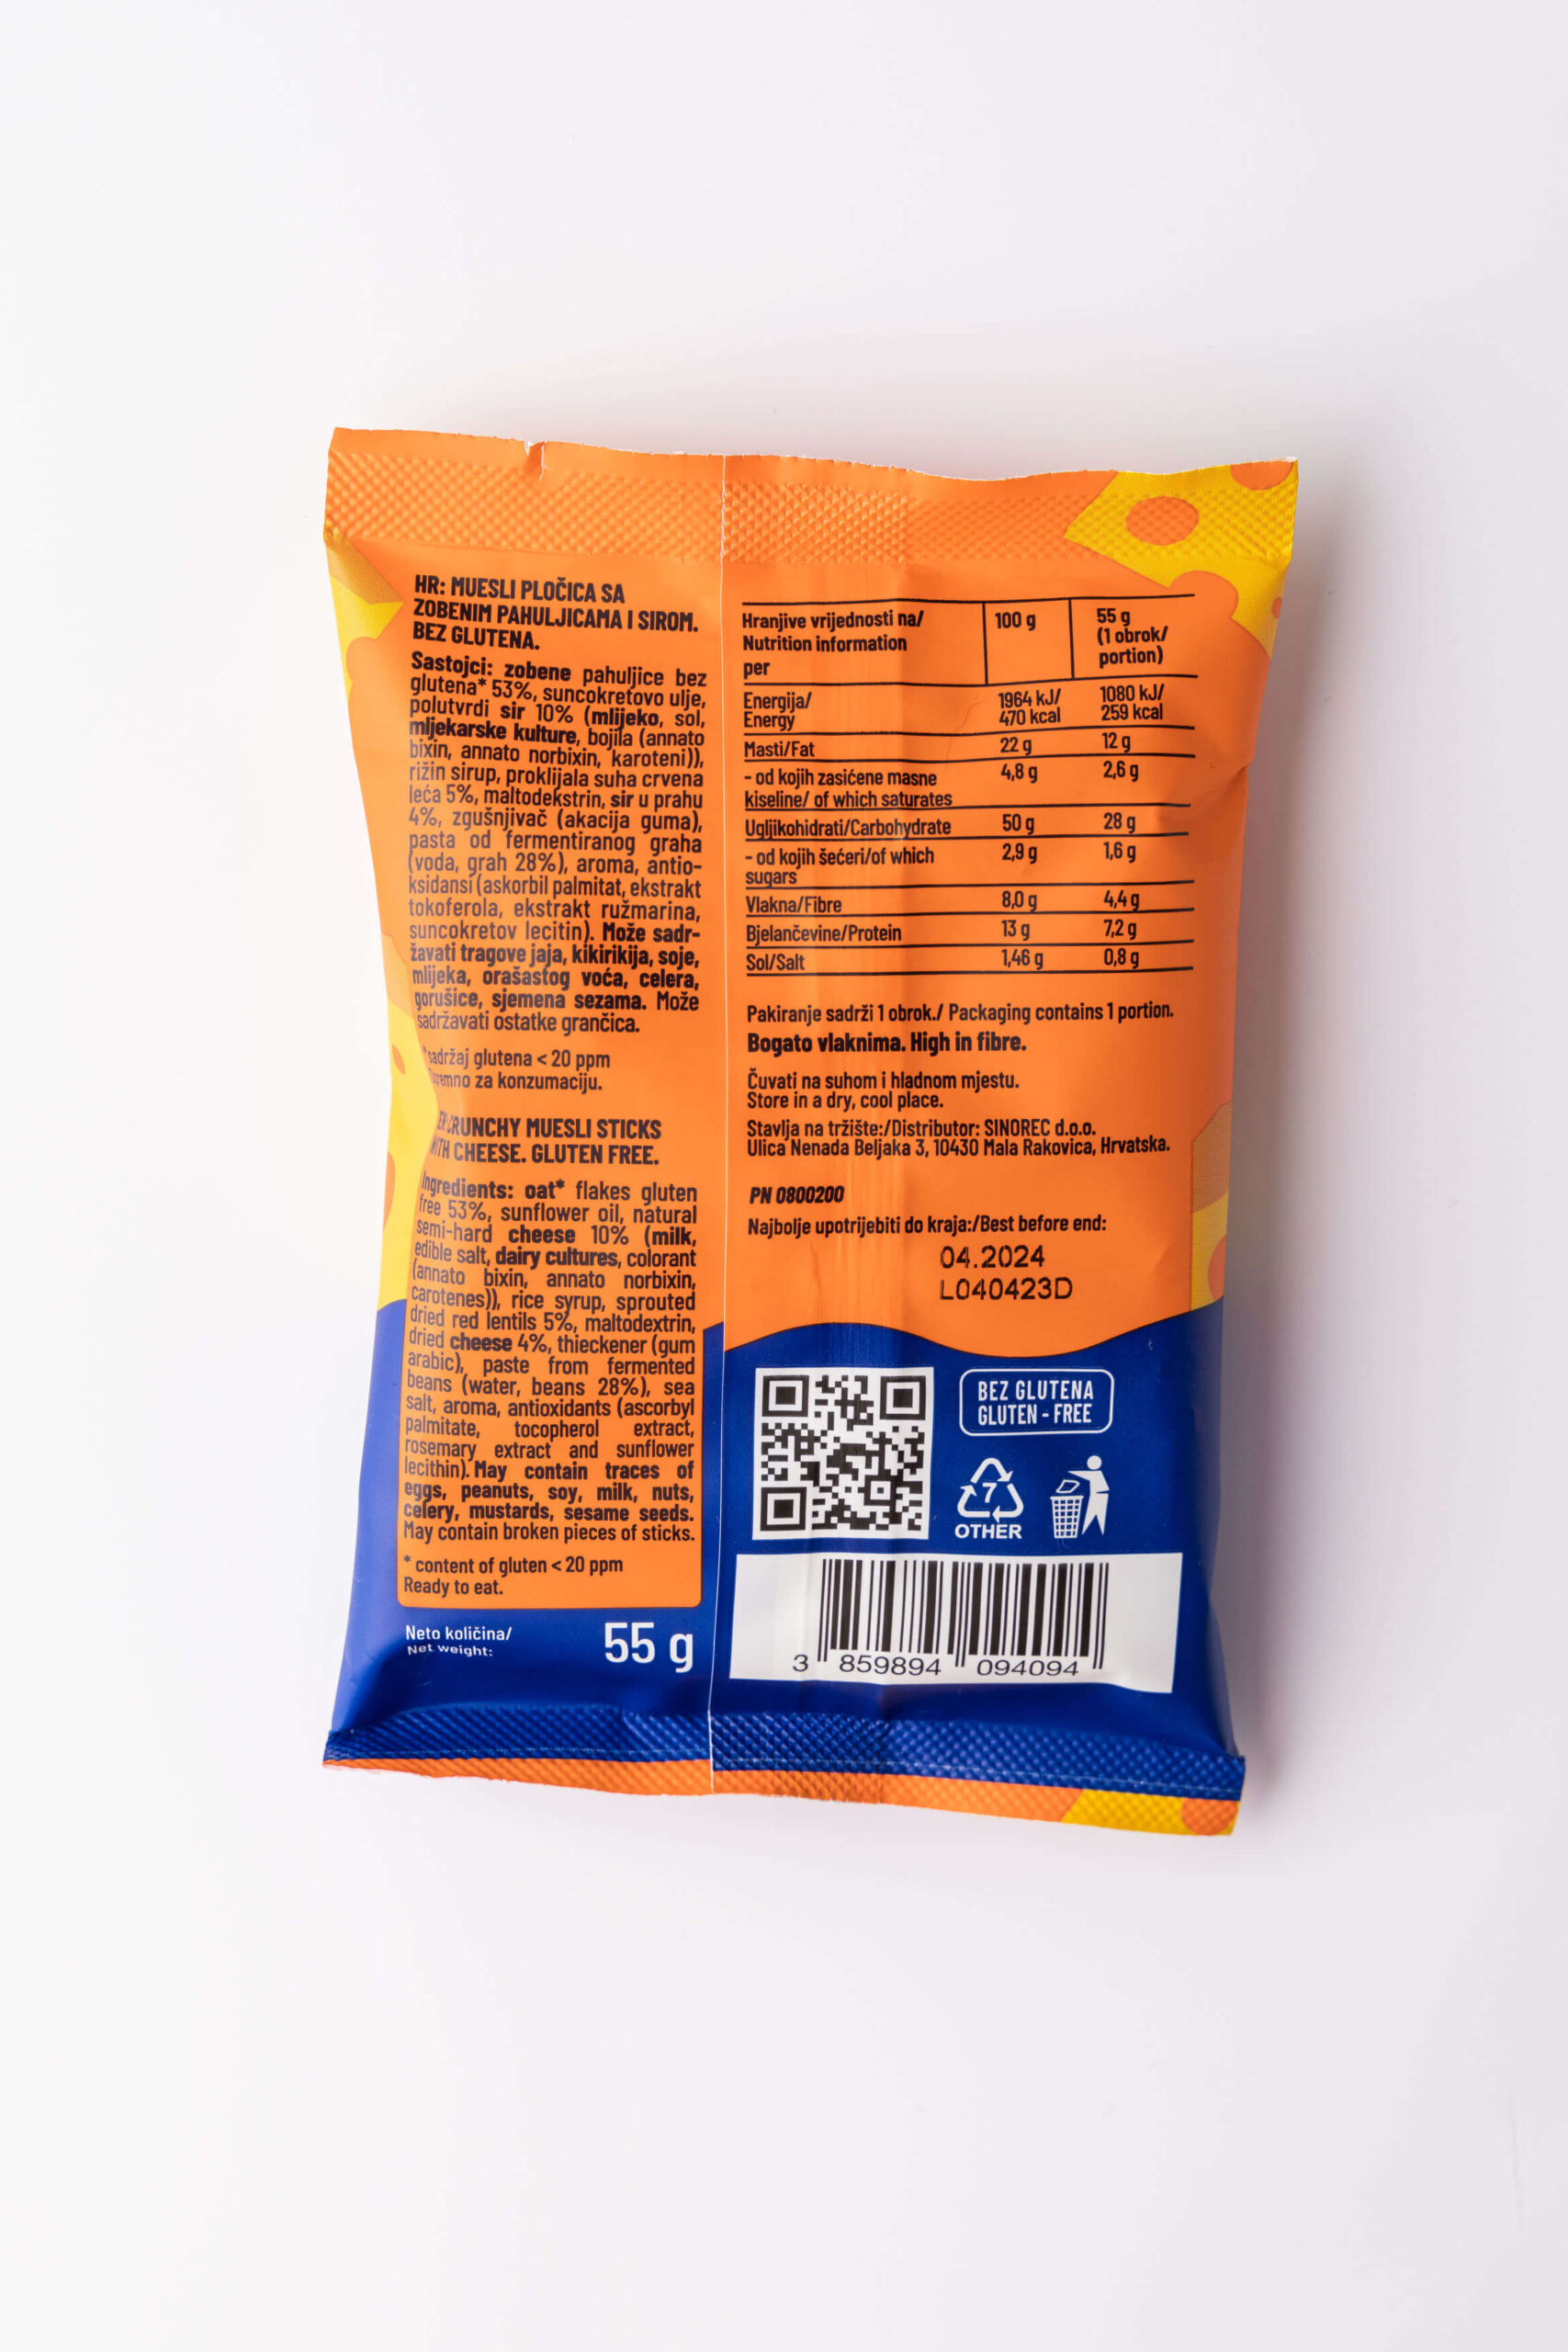 HR: MUESLI PLOČICA SA
ZOBENIM PAHULJICAMA I SIROM.
BEZ GLUTENA.
Sastojci: zobene pahuljice bez
glutena* 53%, suncokretovo ulje,
polutvrdi sir 10% (mlijeko, sol,
mljekarske kulture, bojila (annato
bixin, annato norbixin, karoteni)),
rižin sirup, proklijala suha crvena
leća 5%, maltodekstrin, sir u prahu
4%, zgušnjivač (akacija guma),
pasta od fermentiranog graha
(voda, grah 28%), aroma, antio-
ksidansi (askorbil palmitat, ekstrakt
tokoferola, ekstrakt ružmarina,
suncokretov lecitin). Može sadr-
žavati tragove jaja, kikirikija, soje,
mlijeka, orašastog voća, celera,
gorušice, sjemena sezama. Može
sadržavati ostatke grančica.
*sadržaj glutena < 20 ppm
za konzumaciju.
EN CRUNCHY MUESLI STICKS
WITH CHEESE. GLUTEN FREE.
Ingredients: oat* flakes gluten
free 53%, sunflower oil, natural
semi-hard cheese 10% (milk,
edible salt, dairy cultures, colorant
(annato bixin, annato norbixin,
carotenes)), rice syrup, sprouted
dried red lentils 5%, maltodextrin,
dried cheese 4%, thieckener (gum
arabic), paste from fermented
beans (water, beans 28%), sea
salt, aroma, antioxidants (ascorbyl
palmitate, tocopherol extract,
rosemary extract and sunflower
lecithin). May contain traces of
eggs, peanuts, soy, milk, nuts,
celery, mustards, sesame seeds.
May contain broken pieces of sticks.
* content of gluten < 20 ppm
Ready to eat.
Neto količina/
Net weight:
55 g
Hranjive vrijednosti na/
Nutrition information
per
100 g
55 g
(1 obrok/
portion)
Energija/
Energy
1964 kJ/
470 kcal
1080 kJ/
259 kcal
Masti/Fat 22 g 12 g
- od kojih zasićene masne
kiseline/ of which saturates
4,8 g 2,6 g
Ugljikohidrati/Carbohydrate 50 g 28 g
- od kojih šećeri/of which
sugars
2,9 g 1,6 g
Vlakna/Fibre 8,0 g 4,4 g
Bjelančevine/Protein 13 g 7,2 g
Sol/Salt 1,46 g 0,8 g
Pakiranje sadrži 1 obrok./ Packaging contains 1 portion.
Bogato vlaknima. High in fibre.
Čuvati na suhom i hladnom mjestu.
Store in a dry, cool place.
Stavlja na tržište:/Distributor: SINOREC d.o.o.
Ulica Nenada Beljaka 3, 10430 Mala Rakovica, Hrvatska.
PN 0800200
Najbolje upotrijebiti do kraja:/Best before end:
04.2024
L040423D
BEZ GLUTENA
GLUTEN - FREE
7
OTHER
3 859894 094094